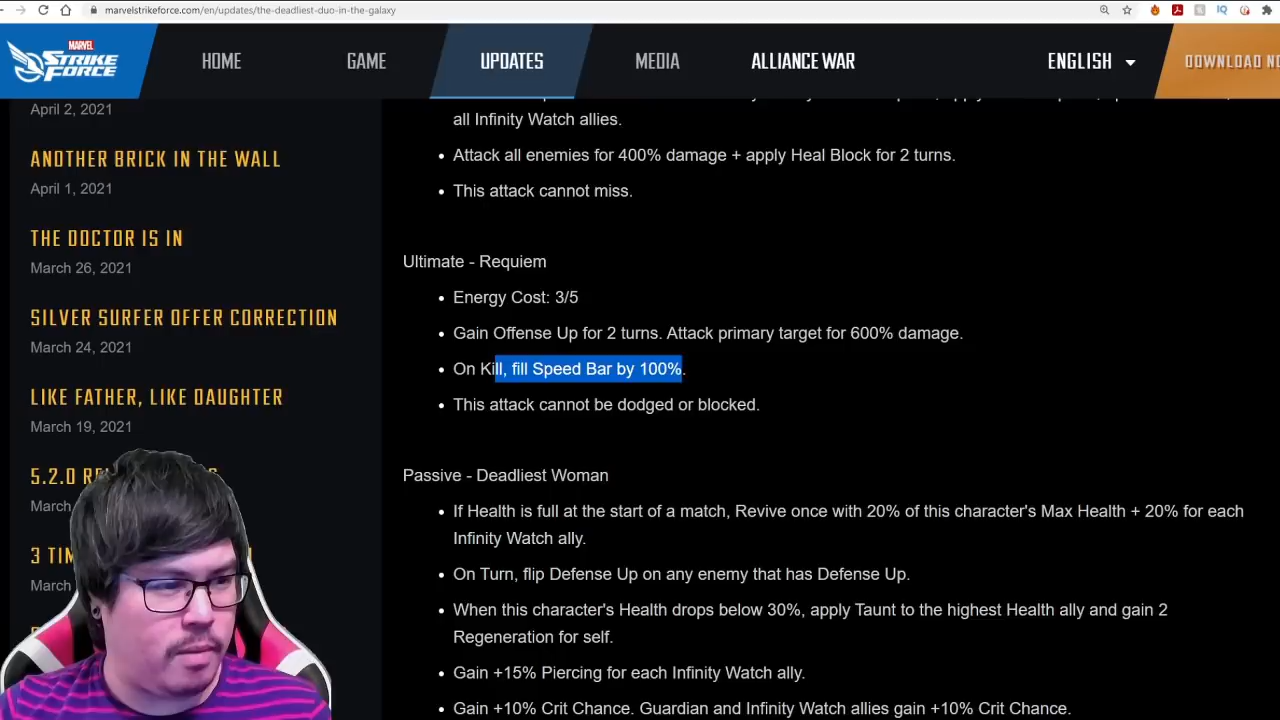 marvelstrikeforce.com/en/updates/the-deadliest-duo-in-the-galaxy
MARVEL
STRIKE
FORCE
HOME
GAME
UPDATES
MEDIA
ALLIANCE WAR
ENGLISH
DOWNLOAD
April 2, 2021
ANOTHER BRICK IN THE WALL
April 1, 2021
THE DOCTOR IS IN
March 26, 2021
SILVER SURFER OFFER CORRECTION
March 24, 2021
LIKE FATHER, LIKE DAUGHTER
March 19, 2021
5.2.0
March
3
March
all Infinity Watch allies.
• Attack all enemies for 400% damage + apply Heal Block for 2 turns.
• This attack cannot miss.
Ultimate - Requiem
• Energy Cost: 3/5
• Gain Offense Up for 2 turns. Attack primary target for 600% damage.
• On Kill, fill Speed Bar by 100%.
• This attack cannot be dodged or blocked.
Passive - Deadliest Woman
• If Health is full at the start of a match, Revive once with 20% of this character's Max Health + 20% for each
Infinity Watch ally.
• On Turn, flip Defense Up on any enemy that has Defense Up.
• When this character's Health drops below 30%, apply Taunt to the highest Health ally and gain 2
Regeneration for self.
• Gain +15% Piercing for each Infinity Watch ally.
• Gain +10% Crit Chance. Guardian and Infinity Watch allies gain +10% Crit Chance.